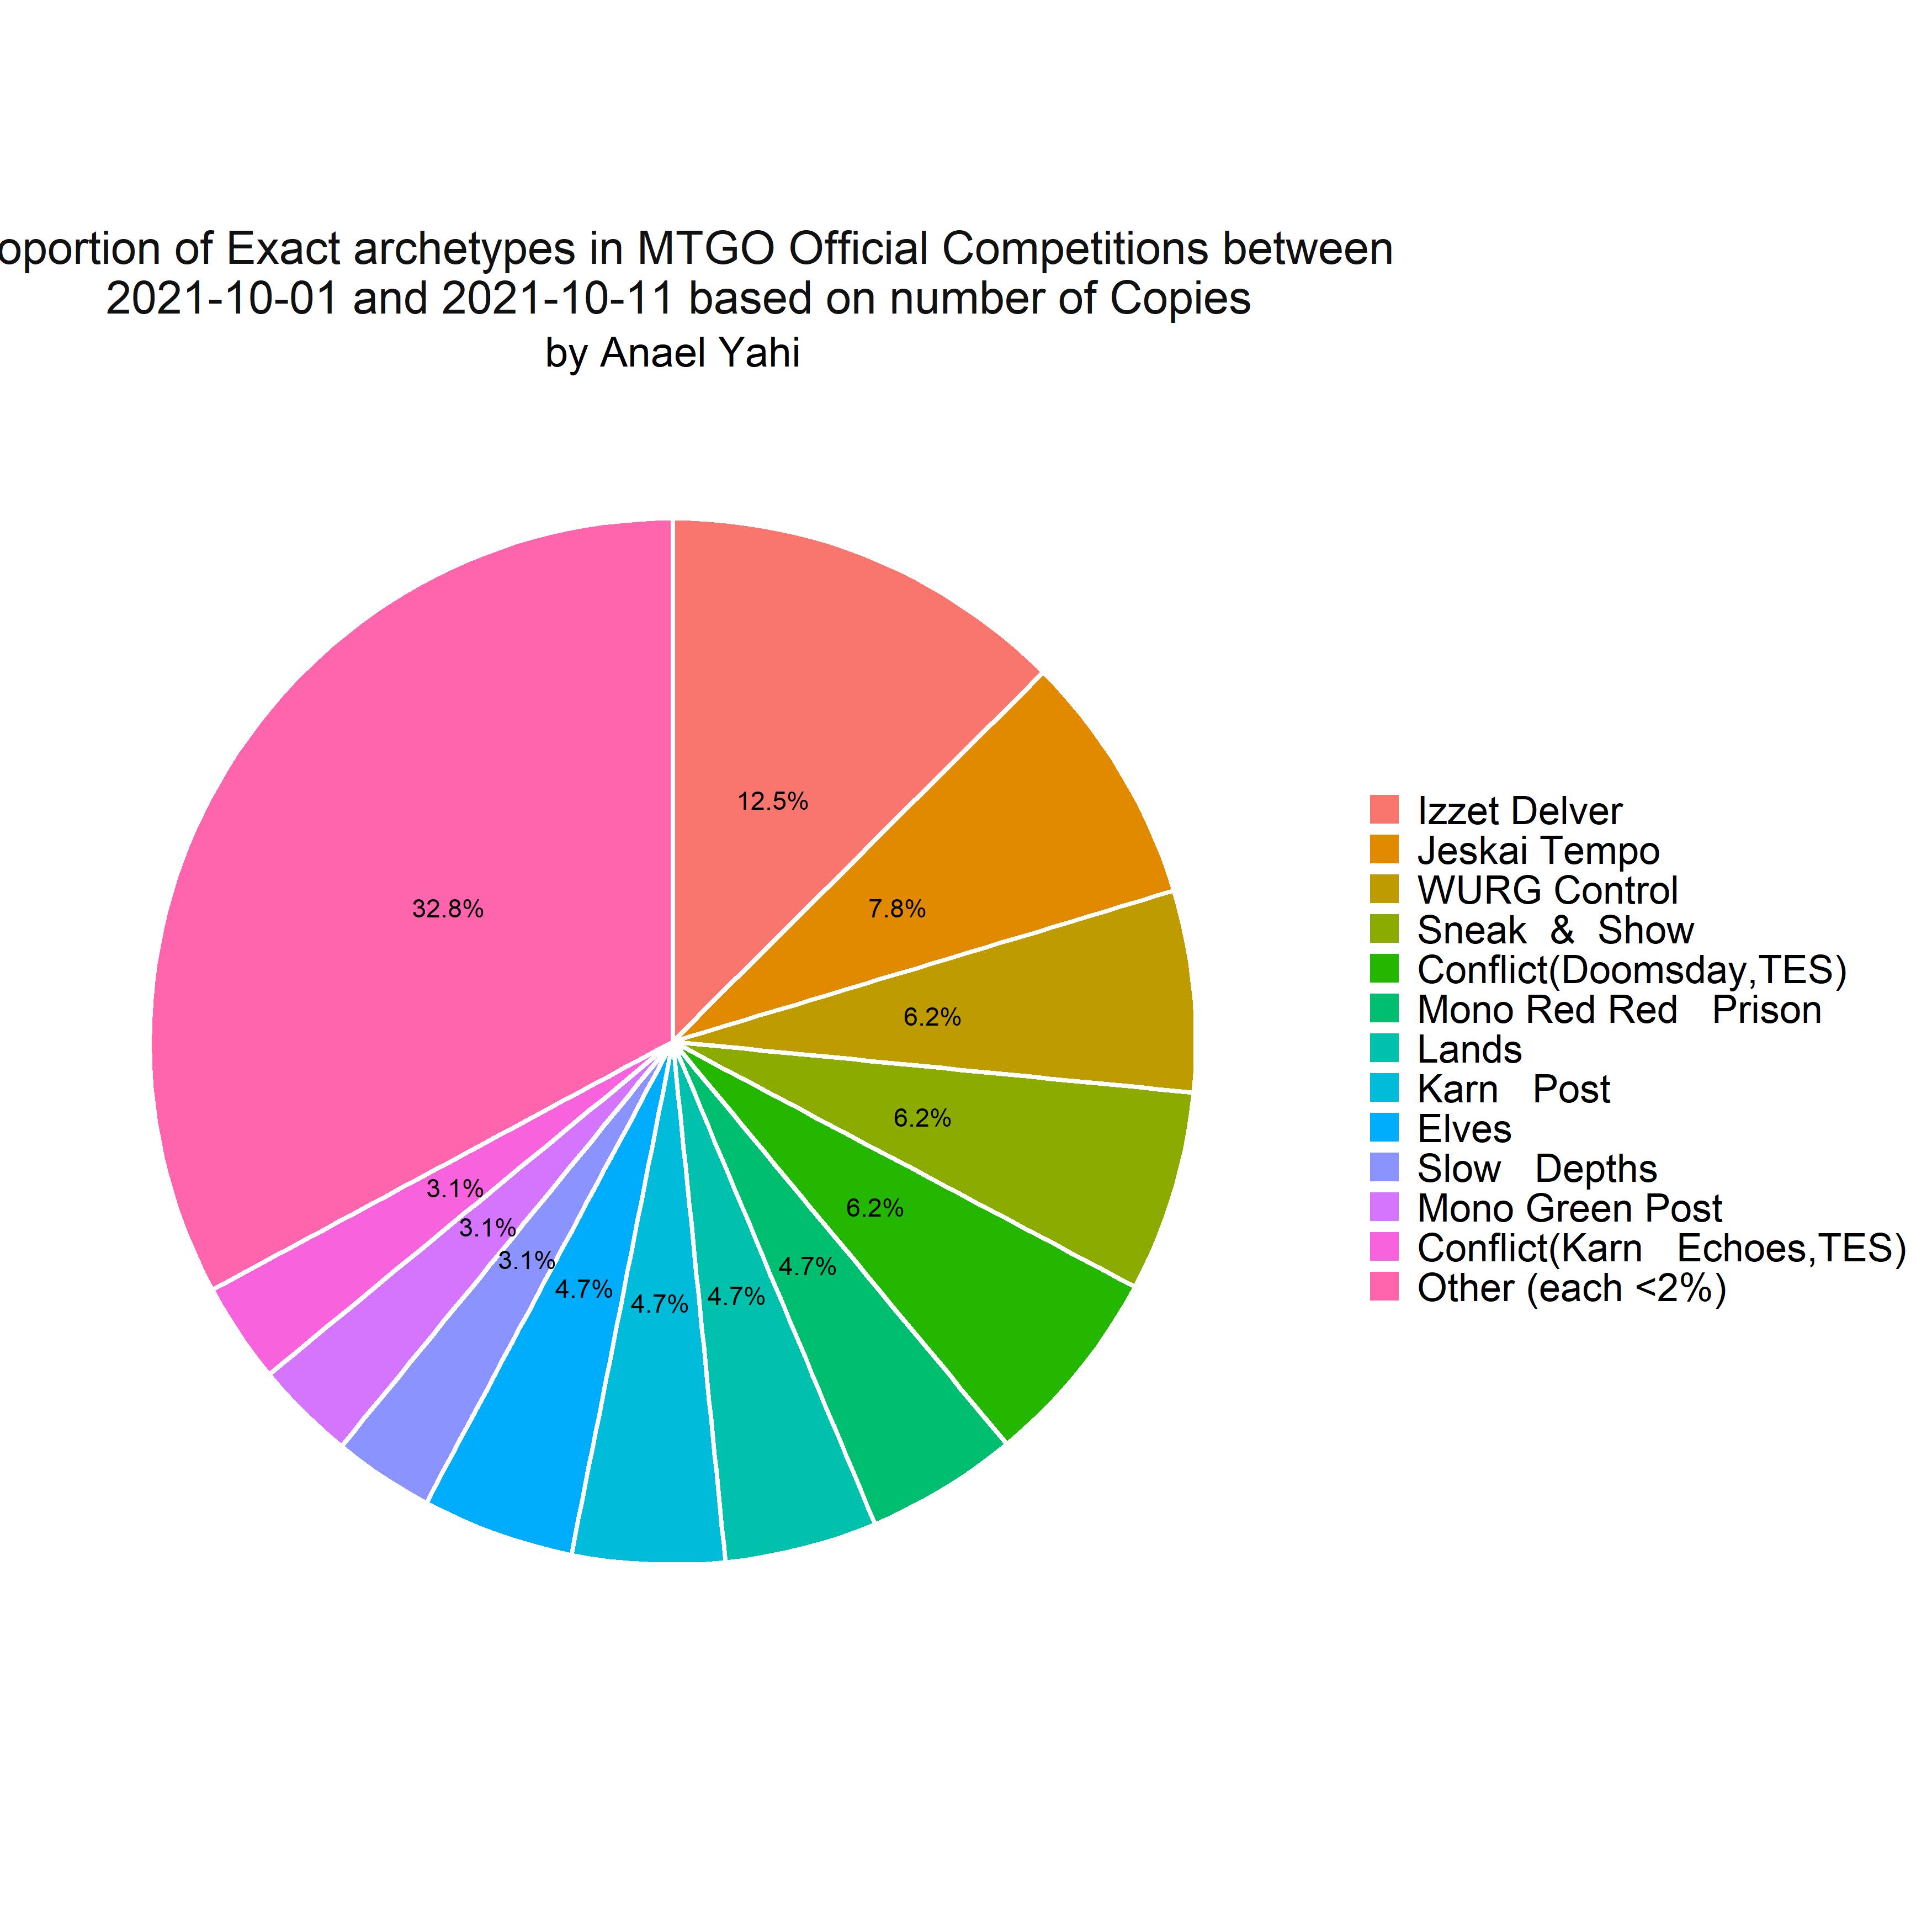 oportion of Exact archetypes in MTGO Official Competitions between
2021-10-01 and 2021-10-11 based on number of Copies
by Anael Yahi
12.5%
7.8%
6.2%
6.2%
6.2%
4.7%
4.7%
4.7%
4.7%
3.1%
3.1%
3.1%
32.8%
Izzet Delver
Jeskai Tempo
WURG Control
Sneak & Show
Conflict(Doomsday,TES)
Mono Red Red Prison
Lands
Karn Post
Elves
Slow Depths
Mono Green Post
Conflict(Karn Echoes,TES)
Other (each <2%)